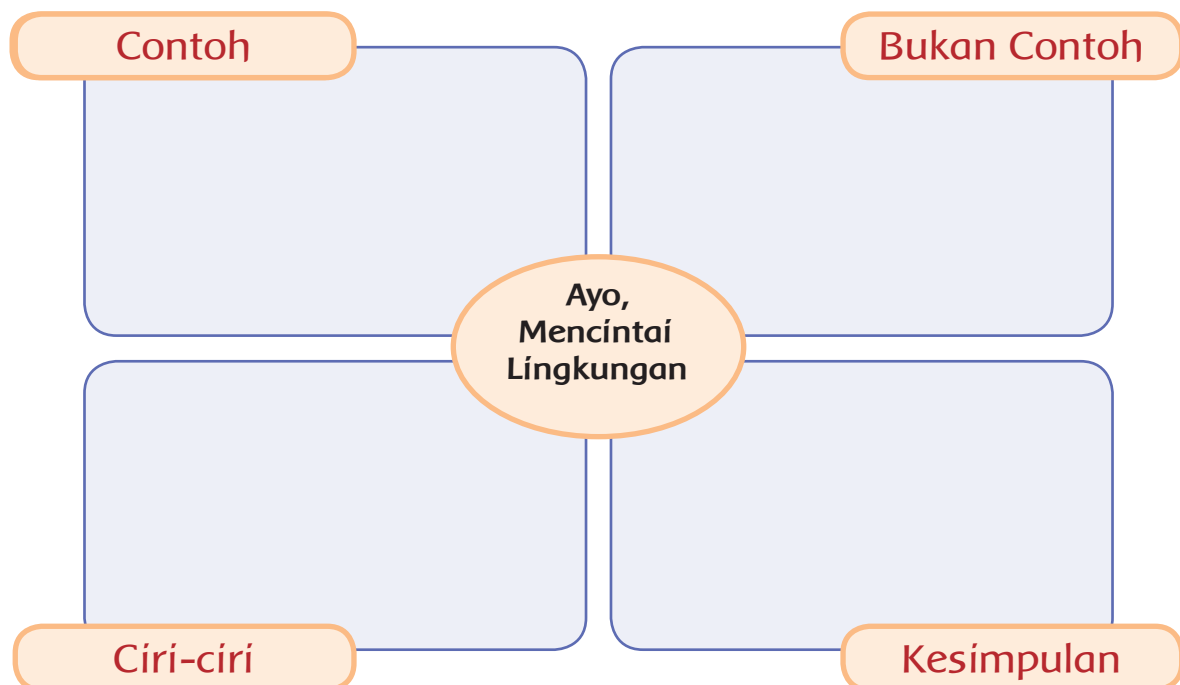 Contoh
Bukan Contoh
Ayo,
Mencintai
Lingkungan
Ciri-ciri
Kesimpulan